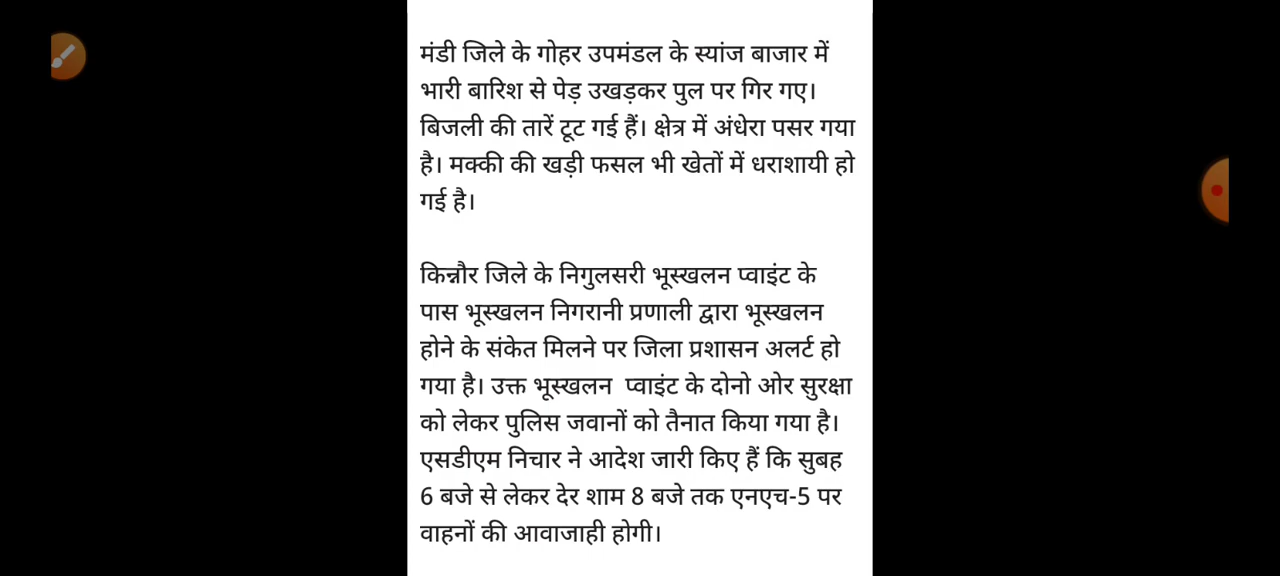 मंडी जिले के गोहर उपमंडल के स्यांज बाजार में
भारी बारिश से पेड़ उखड़कर पुल पर गिर गए।
बिजली की तारें टूट गई हैं। क्षेत्र में अंधेरा पसर गया
है। मक्की की खड़ी फसल भी खेतों में धराशायी हो
गई है।
किन्नौर जिले के निगुलसरी भूस्खलन प्वाइंट के
पास भूस्खलन निगरानी प्रणाली द्वारा भूस्खलन
होने के संकेत मिलने पर जिला प्रशासन अलर्ट हो
गया है। उक्त भूस्खलन प्वाइंट के दोनो ओर सुरक्षा
को लेकर पुलिस जवानों को तैनात किया गया है।
एसडीएम निचार ने आदेश जारी किए हैं कि सुबह
6 बजे से लेकर देर शाम 8 बजे तक एनएच-5 पर
वाहनों की आवाजाही होगी।